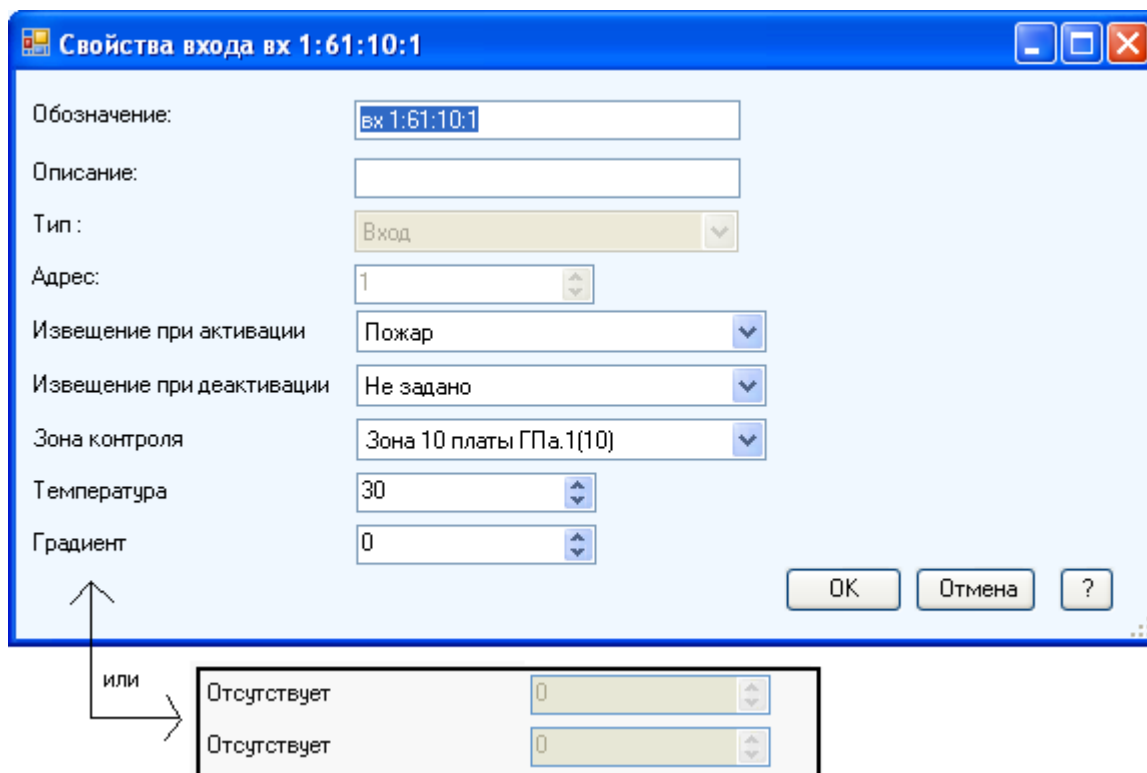 Свойства входа вх 1:61:10:1
Обозначение: вх 1:61:10:1
Описание:
Тип : Вход
Адрес: 1
Извещение при активации Пожар
Извещение при деактивации Не задано
Зона контроля Зона 10 платы ГПа.1(10)
Температура 30
Градиент 0
OK Отмена ?
или
Отсутствует 0
Отсутствует 0